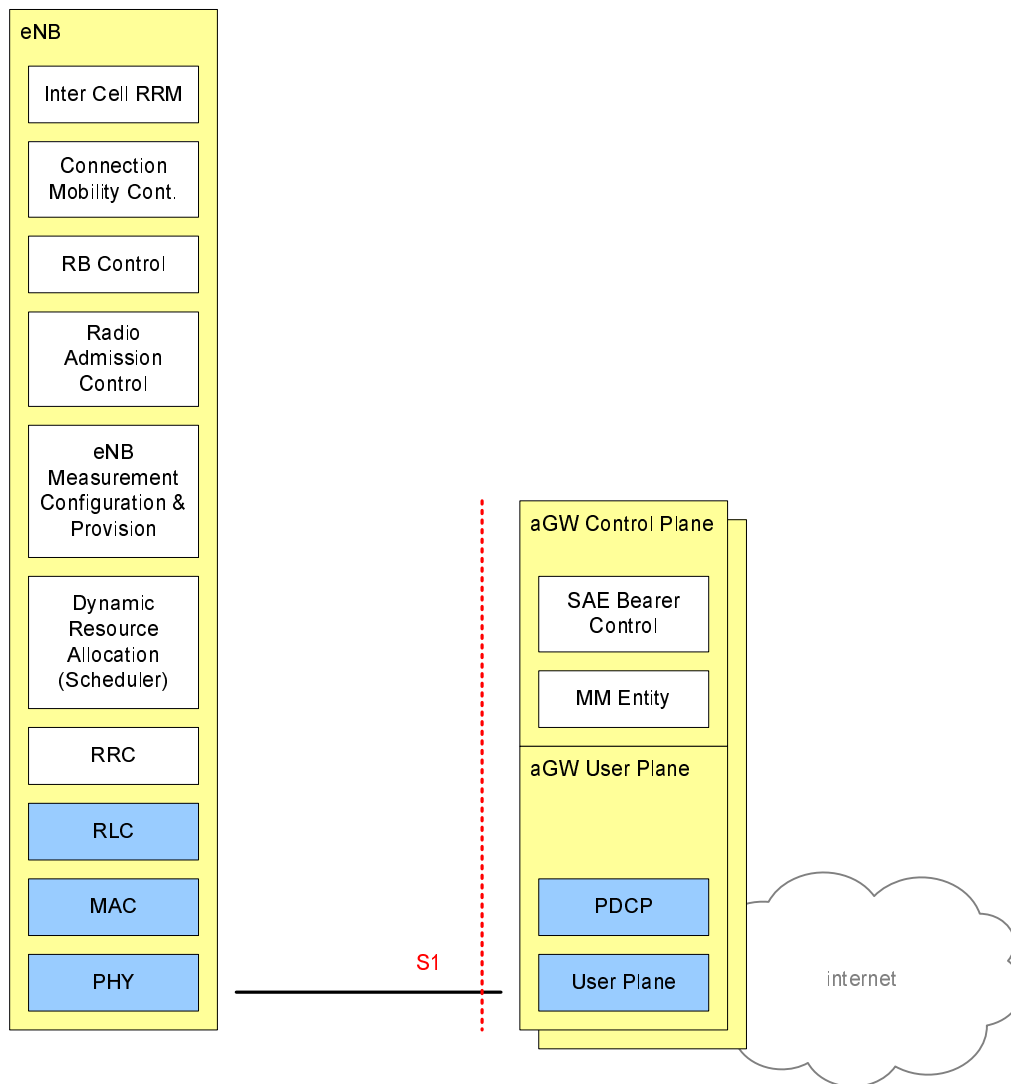 eNB
Inter Cell RRM
Connection
Mobility Cont.
RB Control
Radio
Admission
Control
eNB
Measurement
Configuration &
Provision
Dynamic
Resource
Allocation
(Scheduler)
RRC
RLC
MAC
PHY
S1
aGW Control Plane
SAE Bearer
Control
MM Entity
aGW User Plane
PDCP
User Plane
internet